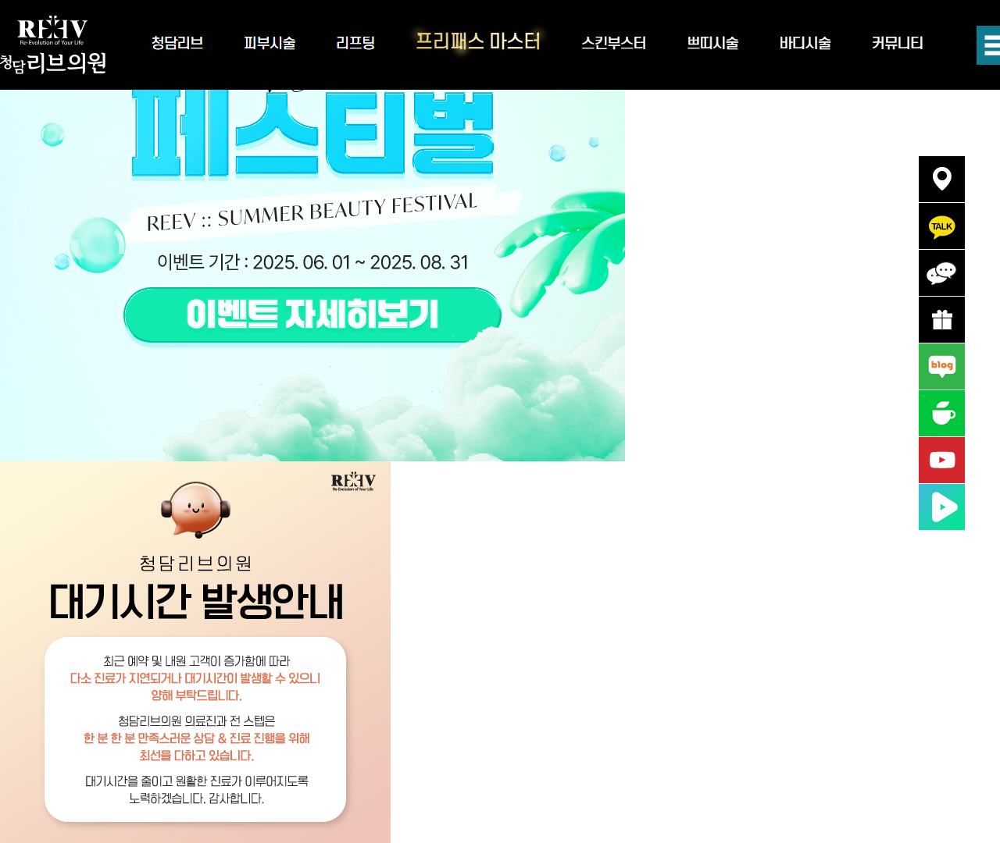 REEV
Re-Evolution of Your Life
청담리브의원
청담리브
피부시술
리프팅
프리패스 마스터
스킨부스터
쁘띠시술
바디시술
커뮤니티
페스티벌
REEV :: SUMMER BEAUTY FESTIVAL
이벤트 기간 : 2025. 06. 01 ~ 2025. 08. 31
이벤트 자세히보기
TALK
blog
REEV
Re-Evolution of Your Life
청담리브의원
대기시간 발생안내
최근 예약 및 내원 고객이 증가함에 따라
다소 진료가 지연되거나 대기시간이 발생할 수 있으니
양해 부탁드립니다.
청담리브의원 의료진과 전 스텝은
한 분 한 분 만족스러운 상담 & 진료 진행을 위해
최선을 다하고 있습니다.
대기시간을 줄이고 원활한 진료가 이루어지도록
노력하겠습니다. 감사합니다.